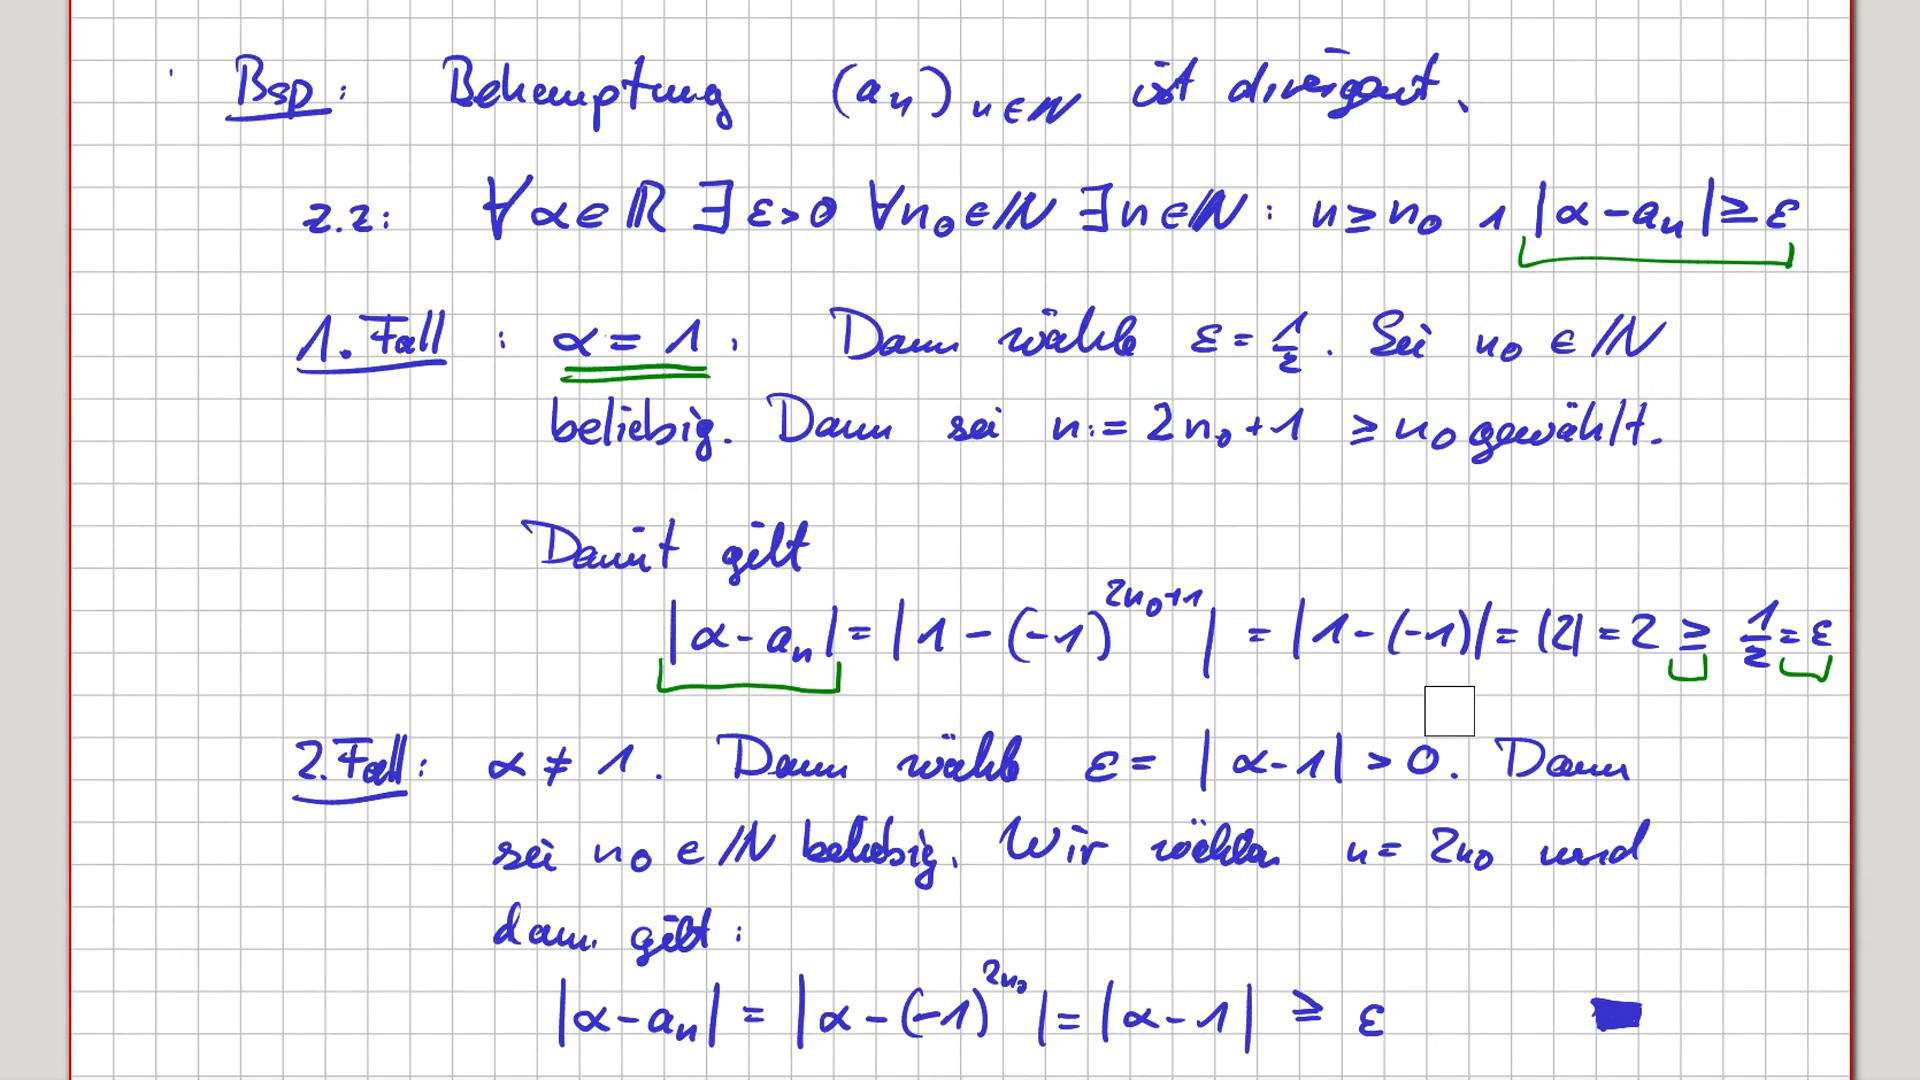 Bsp: Behauptung (aₙ)ₙ∈ℕ ist divergent.
z.z: ∀α∈ℝ ∃ε>0 ∀n₀∈ℕ ∃n∈ℕ: n≥n₀ ∧ |α-aₙ|≥ε
1. Fall: α=1. Dann wähle ε=1/2. Sei n₀∈ℕ
beliebig. Dann sei n:=2n₀+1 ≥n₀ gewählt.
Damit gilt
|α-aₙ|=|1-(-1)^(2n₀+1)|=|1-(-1)|=|2|=2≥1/2=ε
2. Fall: α≠1. Dann wähle ε=|α-1|>0. Dann
sei n₀∈ℕ beliebig. Wir wählen n=2n₀ und
dann gilt:
|α-aₙ|=|α-(-1)^(2n₀)|=|α-1|≥ε